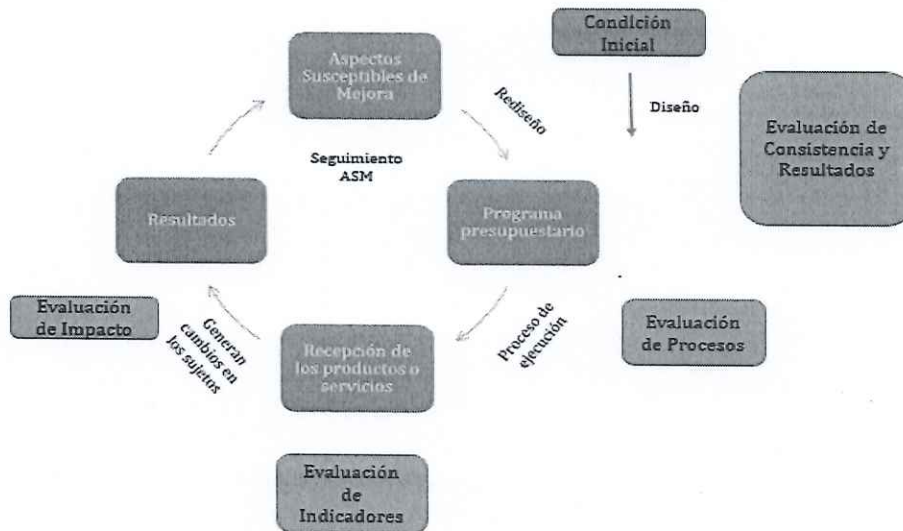 Condición
Inicial
Aspectos
Susceptibles de
Mejora
Rediseño
Diseño
Evaluación de
Consistencia y
Resultados
Seguimiento
ASM
Resultados
Programa
presupuestario
Evaluación
de Impacto
Generan
cambios en
los sujetos
Recepción de
los productos o
servicios
Proceso de
ejecución
Evaluación
de Procesos
Evaluación
de
Indicadores